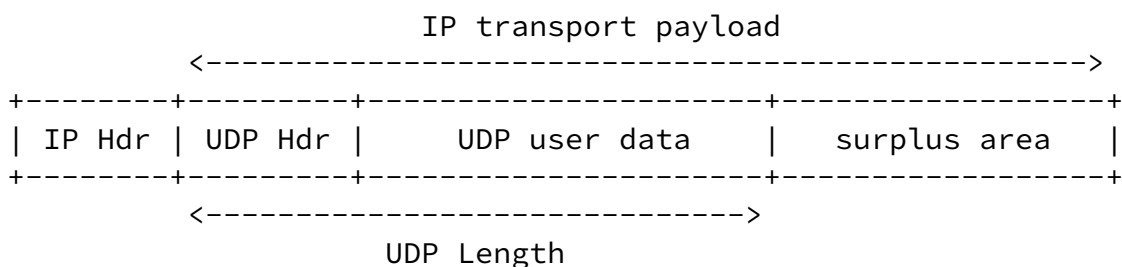 IP transport payload
<------------------------------------------------->
+--------+---------+----------------------+------------------+
| IP Hdr | UDP Hdr |     UDP user data    |   surplus area   |
+--------+---------+----------------------+------------------+
<------------------------------>
UDP Length